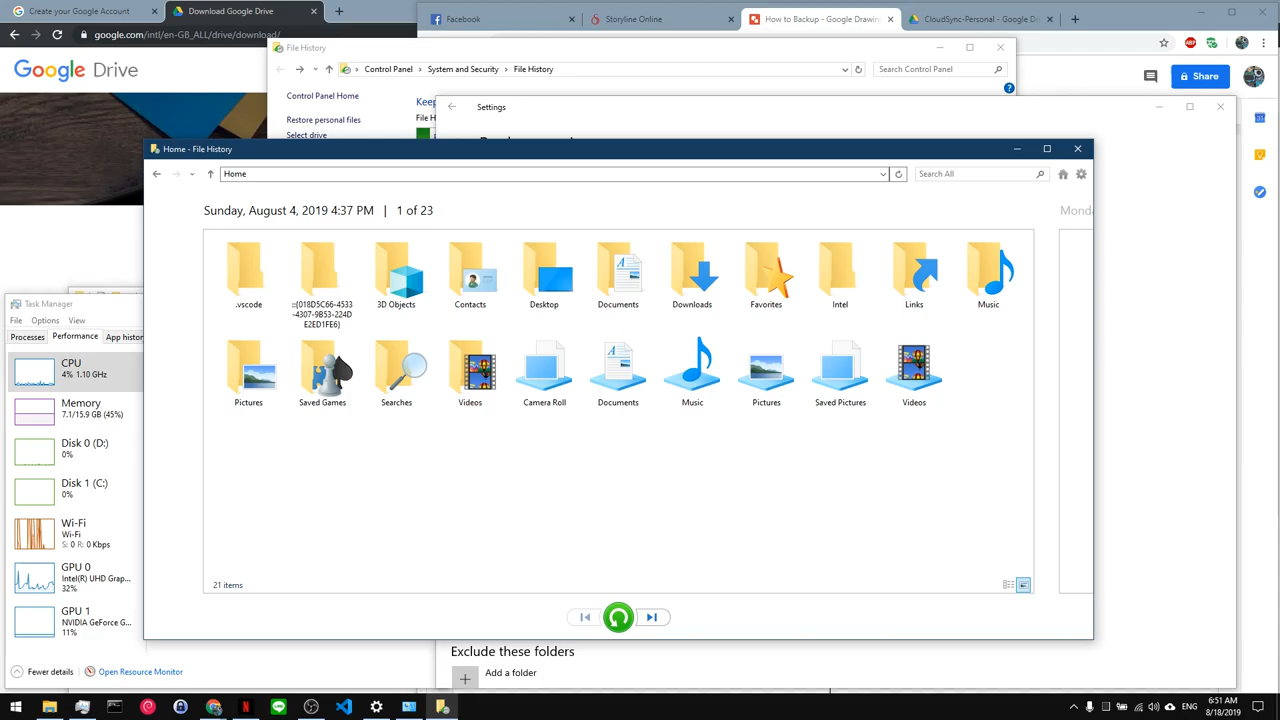 Create your Google Account
Download Google Drive
Facebook
Storyline Online
How to Backup - Google Drawin
CloudSync-Personal - Google D
google.com/intl/en-GB_ALL/drive/download/
Google Drive
Share
File History
Control Panel > System and Security > File History
Search Control Panel
Control Panel Home
Restore personal files
Select drive
Keep
File H
Settings
Home - File History
Home
Search All
Sunday, August 4, 2019 4:37 PM | 1 of 23
Monda
.vscode
::{018D5C66-4533
-4307-9B53-224D
E2ED1FE6}
3D Objects
Contacts
Desktop
Documents
Downloads
Favorites
Intel
Links
Music
Pictures
Saved Games
Searches
Videos
Camera Roll
Documents
Music
Pictures
Saved Pictures
Videos
21 items
Task Manager
File Options View
Processes Performance App histor
CPU
4% 1.10 GHz
Memory
7.1/15.9 GB (45%)
Disk 0 (D:)
0%
Disk 1 (C:)
0%
Wi-Fi
Wi-Fi
S: 0 R: 0 Kbps
GPU 0
Intel(R) UHD Grap...
32%
GPU 1
NVIDIA GeForce G...
11%
Fewer details
Open Resource Monitor
Exclude these folders
Add a folder
6:51 AM
8/18/2019